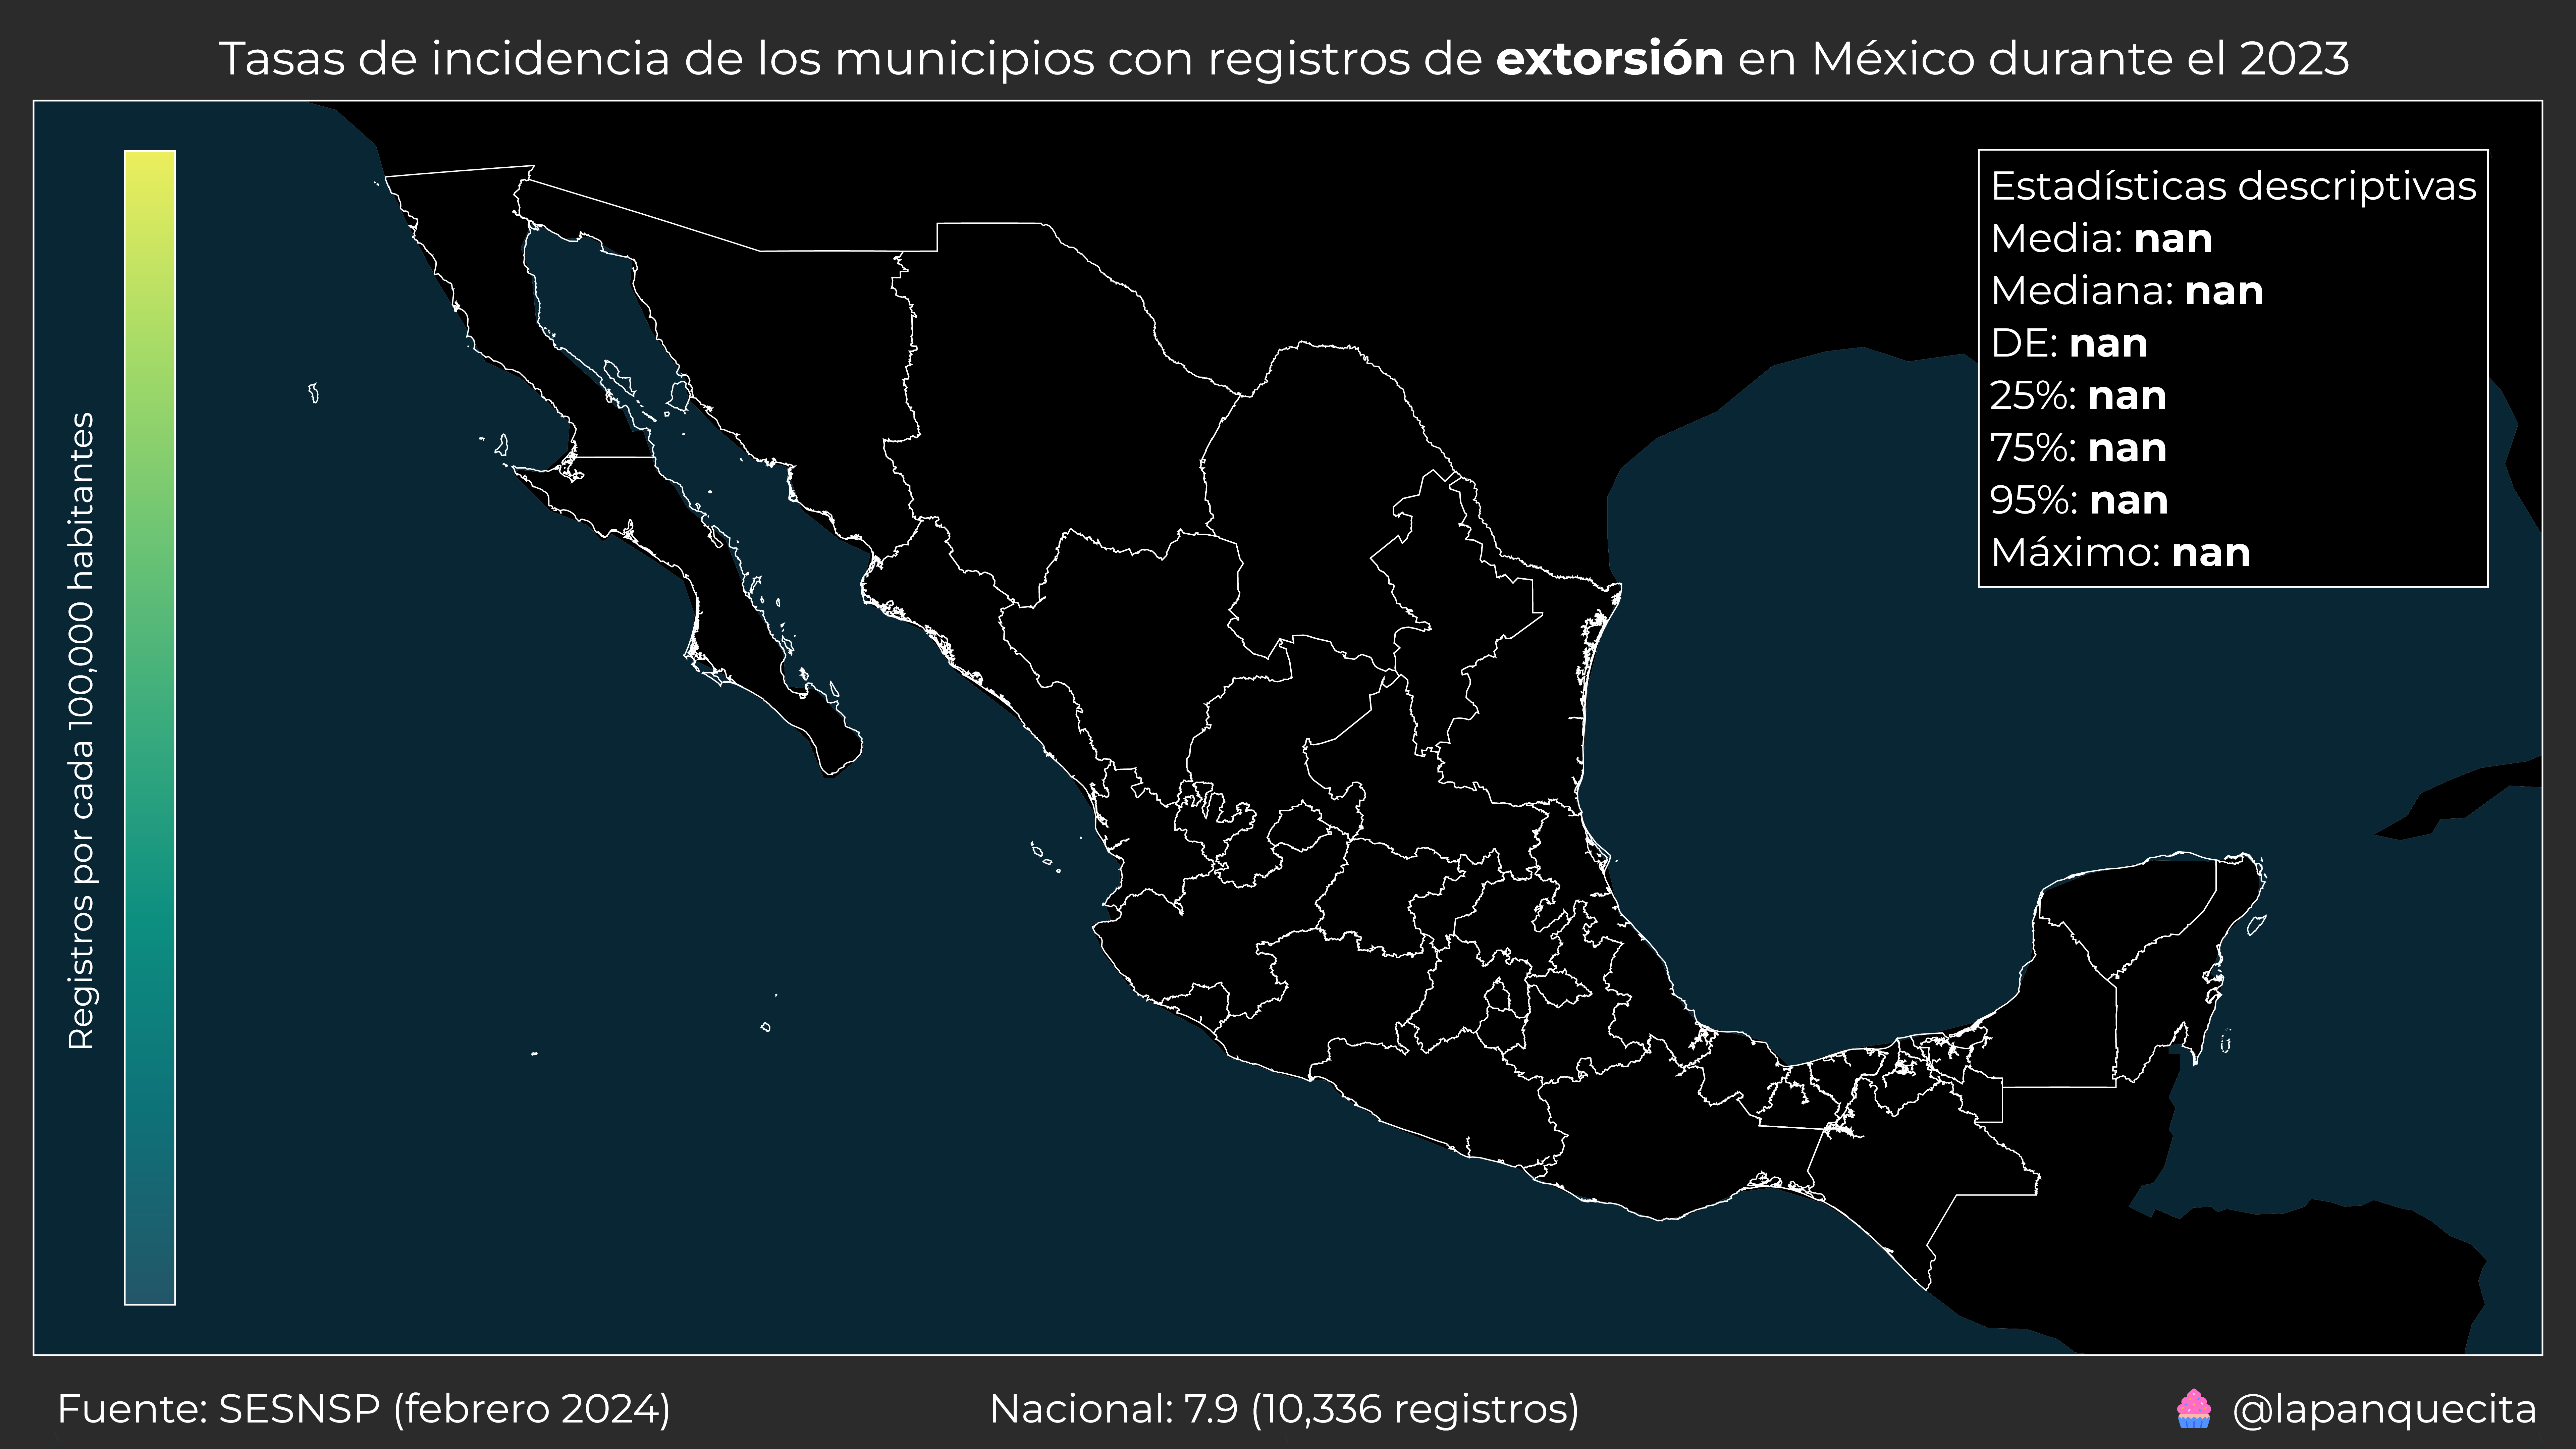 Tasas de incidencia de los municipios con registros de extorsión en México durante el 2023
Registros por cada 100,000 habitantes
Estadísticas descriptivas
Media: nan
Mediana: nan
DE: nan
25%: nan
75%: nan
95%: nan
Máximo: nan
Fuente: SESNSP (febrero 2024)
Nacional: 7.9 (10,336 registros)
@lapanquecita